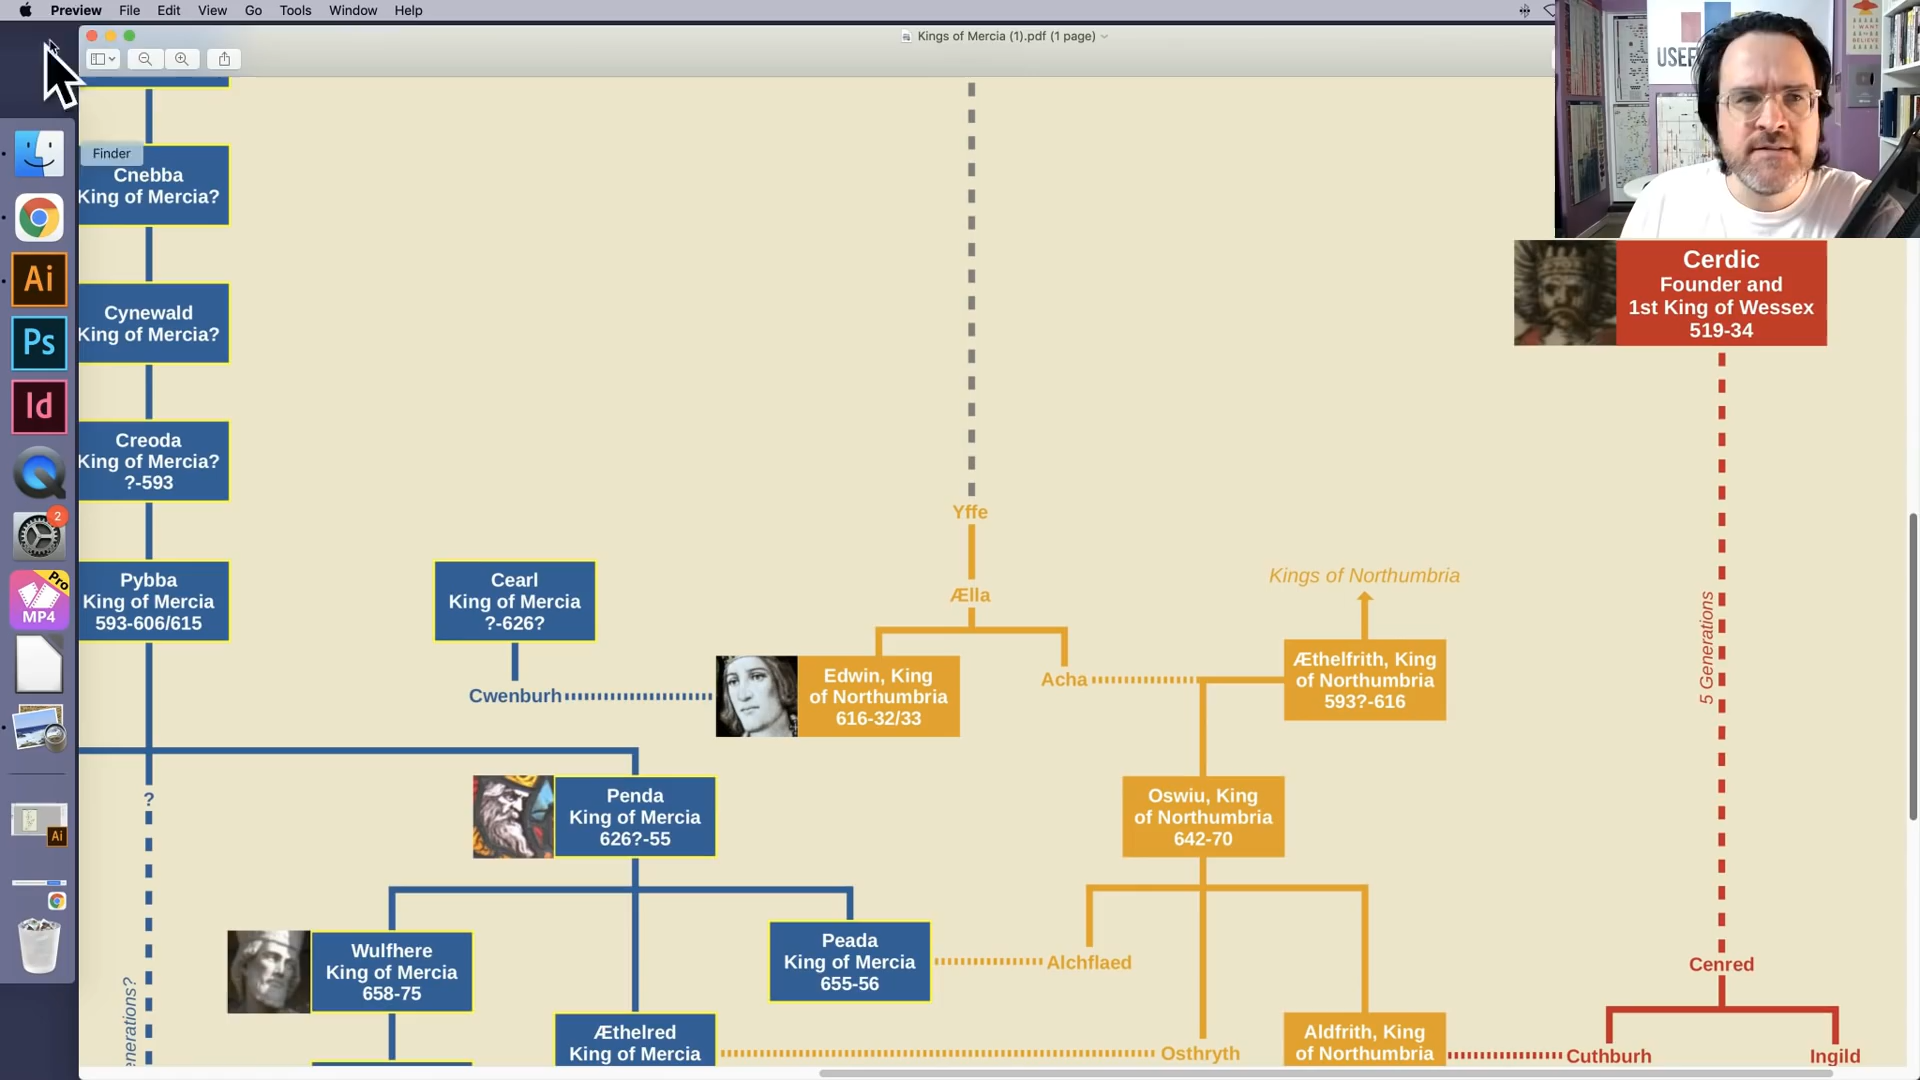 Preview File Edit View Go Tools Window Help
Kings of Mercia (1).pdf (1 page)
I WANT
BELIEVE
Finder
Cnebba
King of Mercia?
Cerdic
Founder and
1st King of Wessex
519-34
Ai
Cynewald
King of Mercia?
Ps
Id
Creoda
King of Mercia?
?-593
Yffe
2
Pybba
King of Mercia
593-606/615
Cearl
King of Mercia
?-626?
Ælla
Kings of Northumbria
5 Generations
Pro
MP4
Cwenburh
Edwin, King
of Northumbria
616-32/33
Acha
Æthelfrith, King
of Northumbria
593?-616
?
Penda
King of Mercia
626?-55
Oswiu, King
of Northumbria
642-70
Ai
Wulfhere
King of Mercia
658-75
Peada
King of Mercia
655-56
Alchflaed
Cenred
enerations?
Æthelred
King of Mercia
Osthryth
Aldfrith, King
of Northumbria
Cuthburh
Ingild